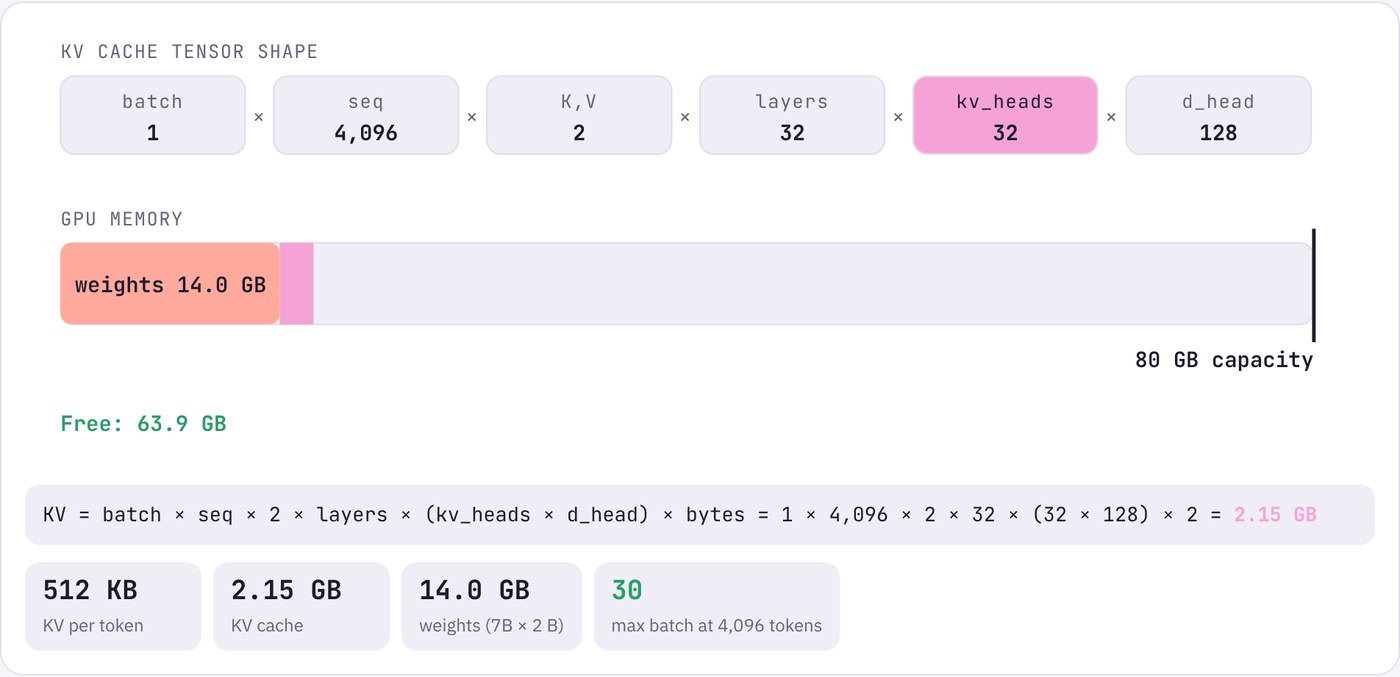 KV CACHE TENSOR SHAPE
batch × seq × K,V × layers × kv_heads × d_head
1 4,096 2 32 32 128
GPU MEMORY
weights 14.0 GB
80 GB capacity
Free: 63.9 GB
KV = batch × seq × 2 × layers × (kv_heads × d_head) × bytes = 1 × 4,096 × 2 × 32 × (32 × 128) × 2 = 2.15 GB
512 KB 2.15 GB 14.0 GB 30
KV per token KV cache weights (7B × 2 B) max batch at 4,096 tokens